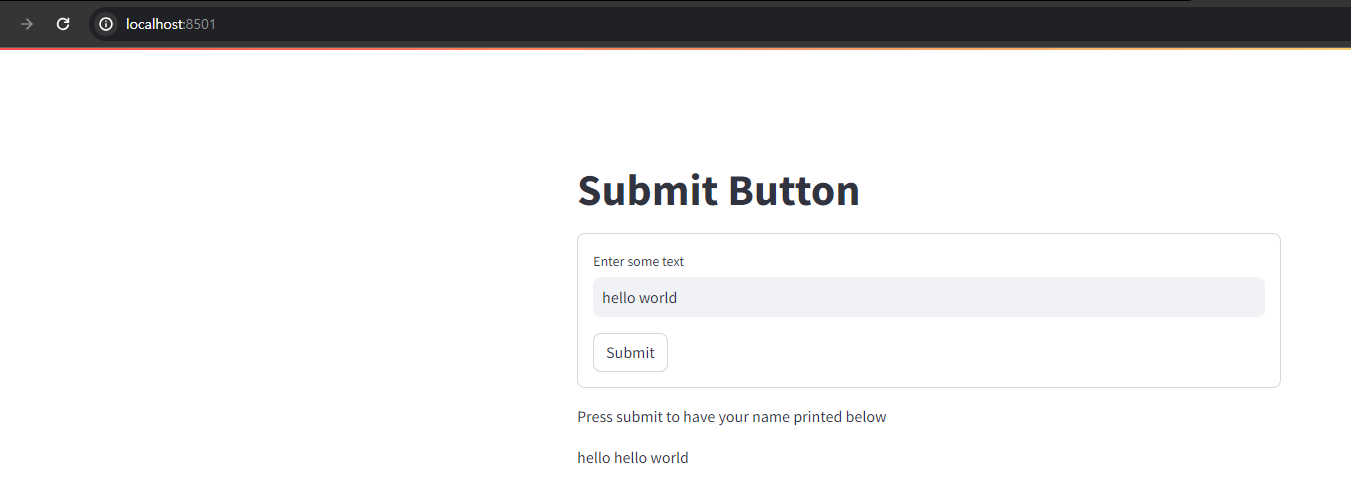 localhost:8501
Submit Button
Enter some text
hello world
Submit
Press submit to have your name printed below
hello hello world